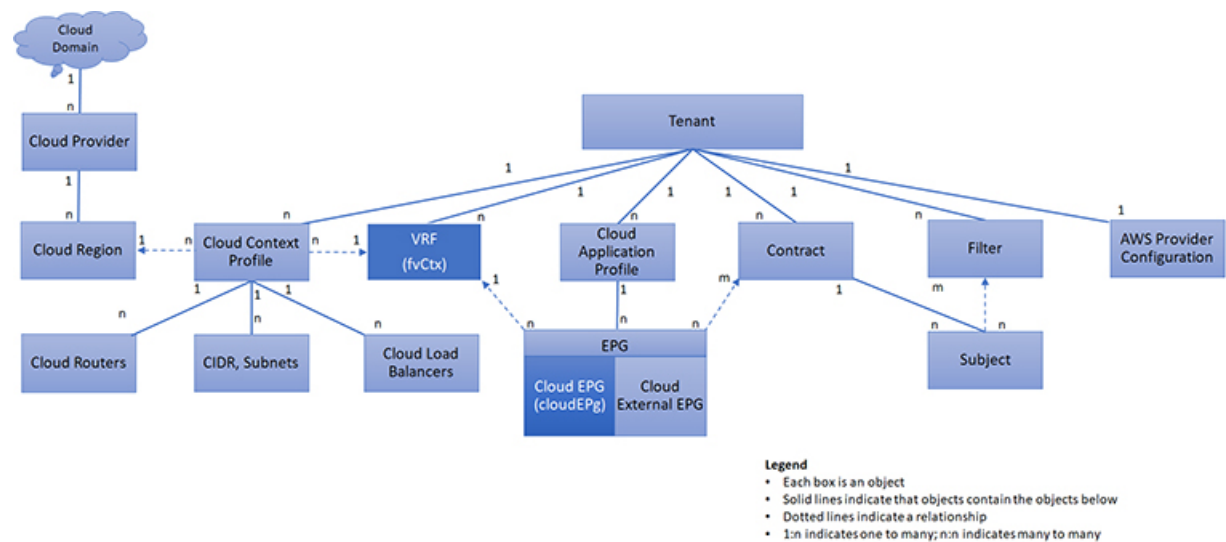 Cloud
Domain
1
n
Cloud Provider
1
n
Cloud Region
Tenant
1
1
1
1
1
1
n
n
n
n
n
1
Cloud Context
Profile
VRF
(fvCtx)
Cloud
Application
Profile
Contract
Filter
AWS Provider
Configuration
1
n
n
1
1
1
1
n
n
n
Cloud Routers
CIDR, Subnets
Cloud Load
Balancers
1
n
1
n
m
n
1
n
m
n
EPG
Cloud EPG
(cloudEPg)
Cloud
External EPG
Subject
Legend
• Each box is an object
• Solid lines indicate that objects contain the objects below
• Dotted lines indicate a relationship
• 1:n indicates one to many; n:n indicates many to many